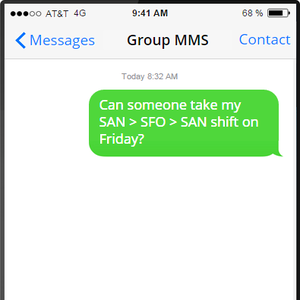 ●●●○○ AT&T 4G 9:41 AM 68 %
Messages Group MMS Contact
Today 8:32 AM
Can someone take my
SAN > SFO > SAN shift on
Friday?